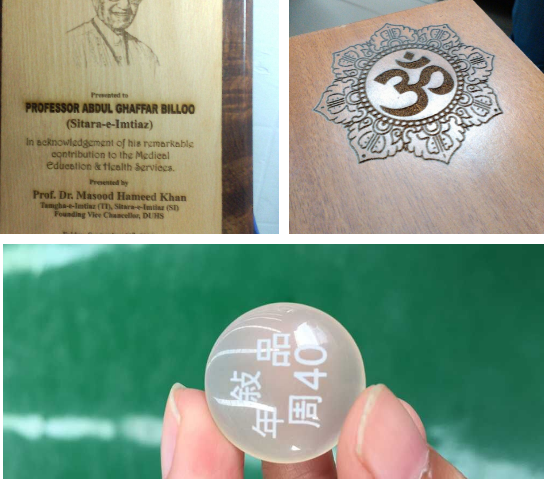 Presented to
PROFESSOR ABDUL GHAFFAR BILLOO
(Sitara-e-Imtiaz)
In acknowledgement of his remarkable
contribution to the Medical
Education & Health Services.
Presented by
Prof. Dr. Masood Hameed Khan
Tamgha-e-Imtiaz (TI), Sitara-e-Imtiaz (SI)
Founding Vice Chancellor, DUHS
ॐ
品
40周年